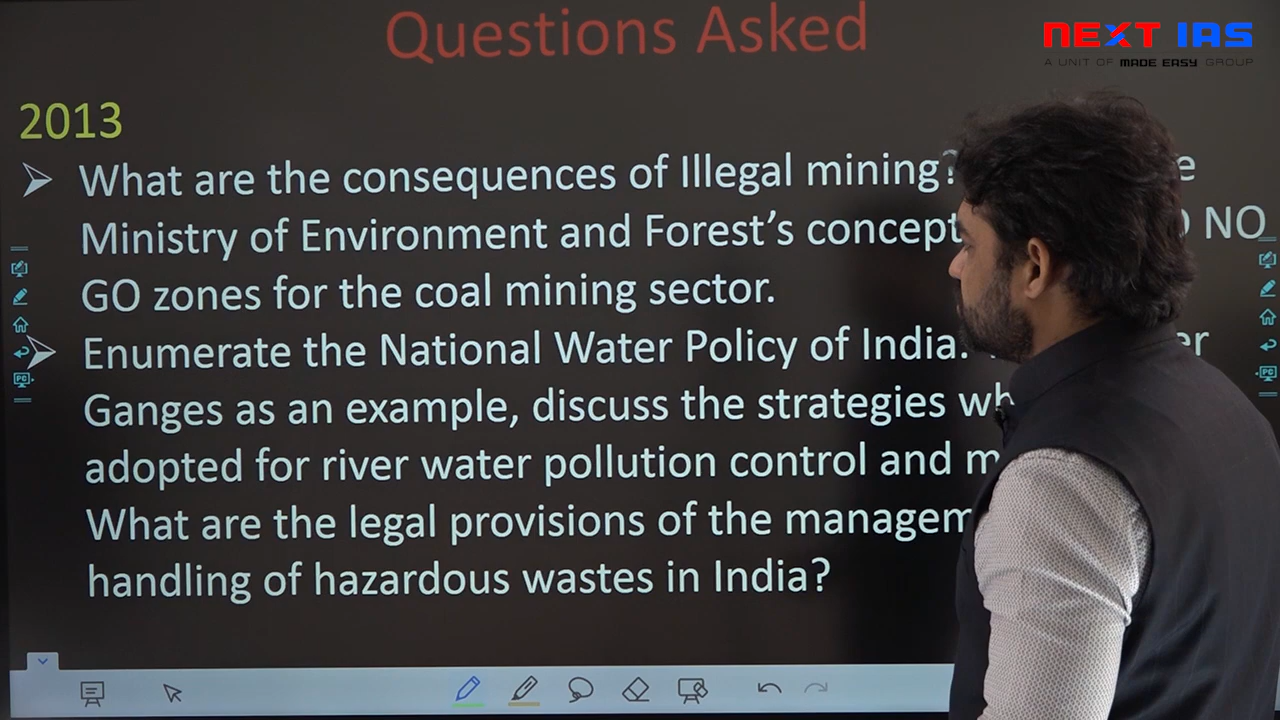 Questions Asked
NEXT IAS
A UNIT OF MADE EASY GROUP
2013
What are the consequences of Illegal mining?
Ministry of Environment and Forest's concept NO
GO zones for the coal mining sector.
Enumerate the National Water Policy of India.
Ganges as an example, discuss the strategies
adopted for river water pollution control and
What are the legal provisions of the
handling of hazardous wastes in India?
PC
PC